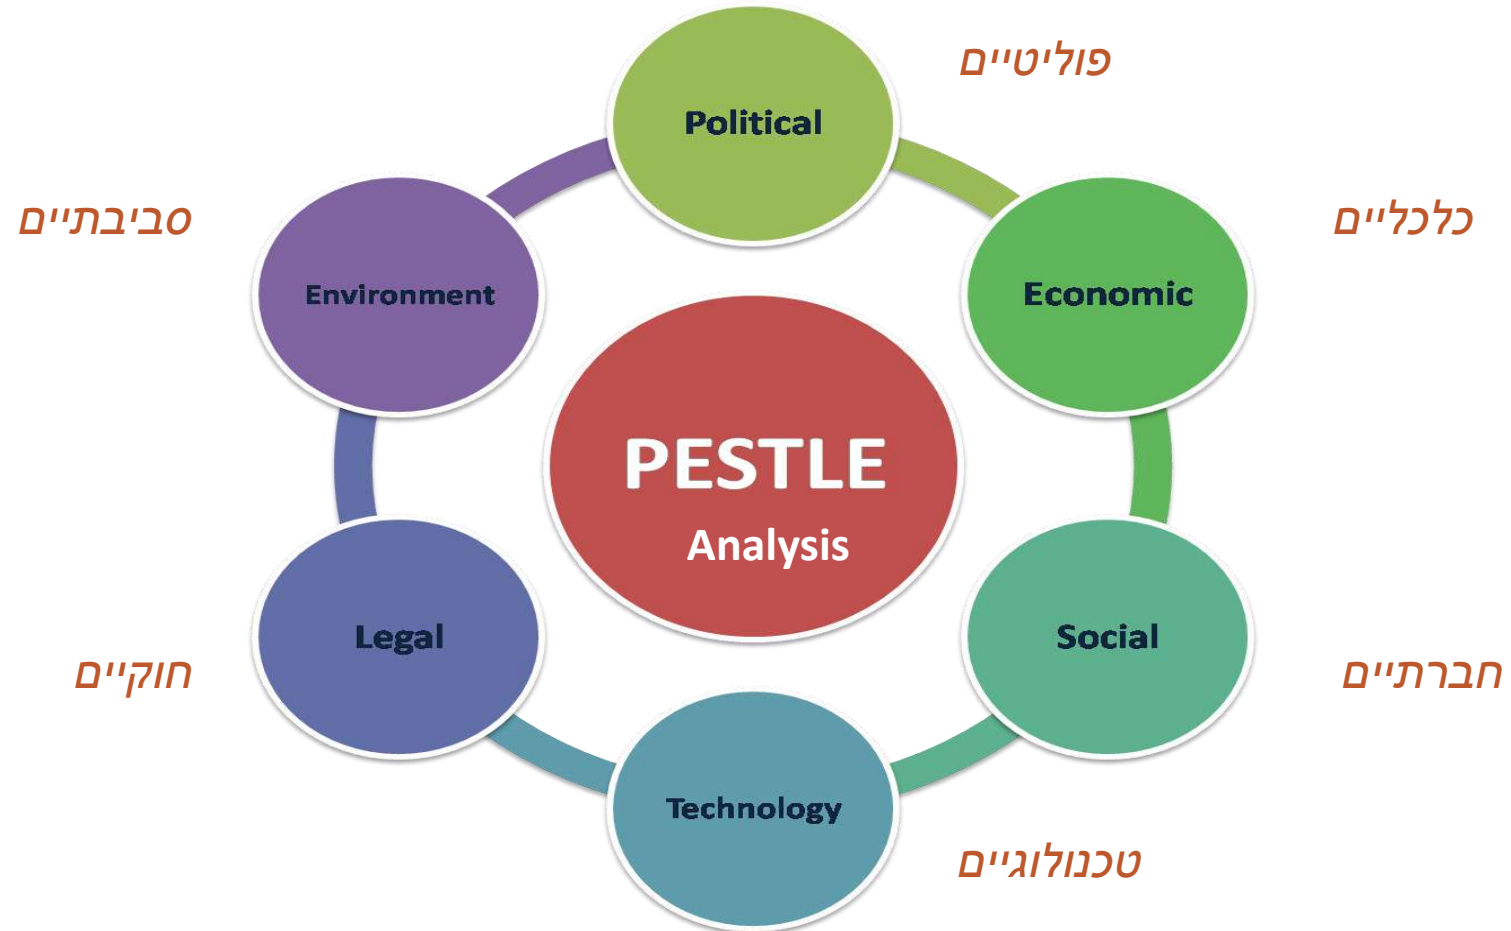 פוליטיים
Political
סביבתיים
כלכליים
Environment
Economic
PESTLE
Analysis
Legal
Social
חוקיים
חברתיים
Technology
טכנולוגיים